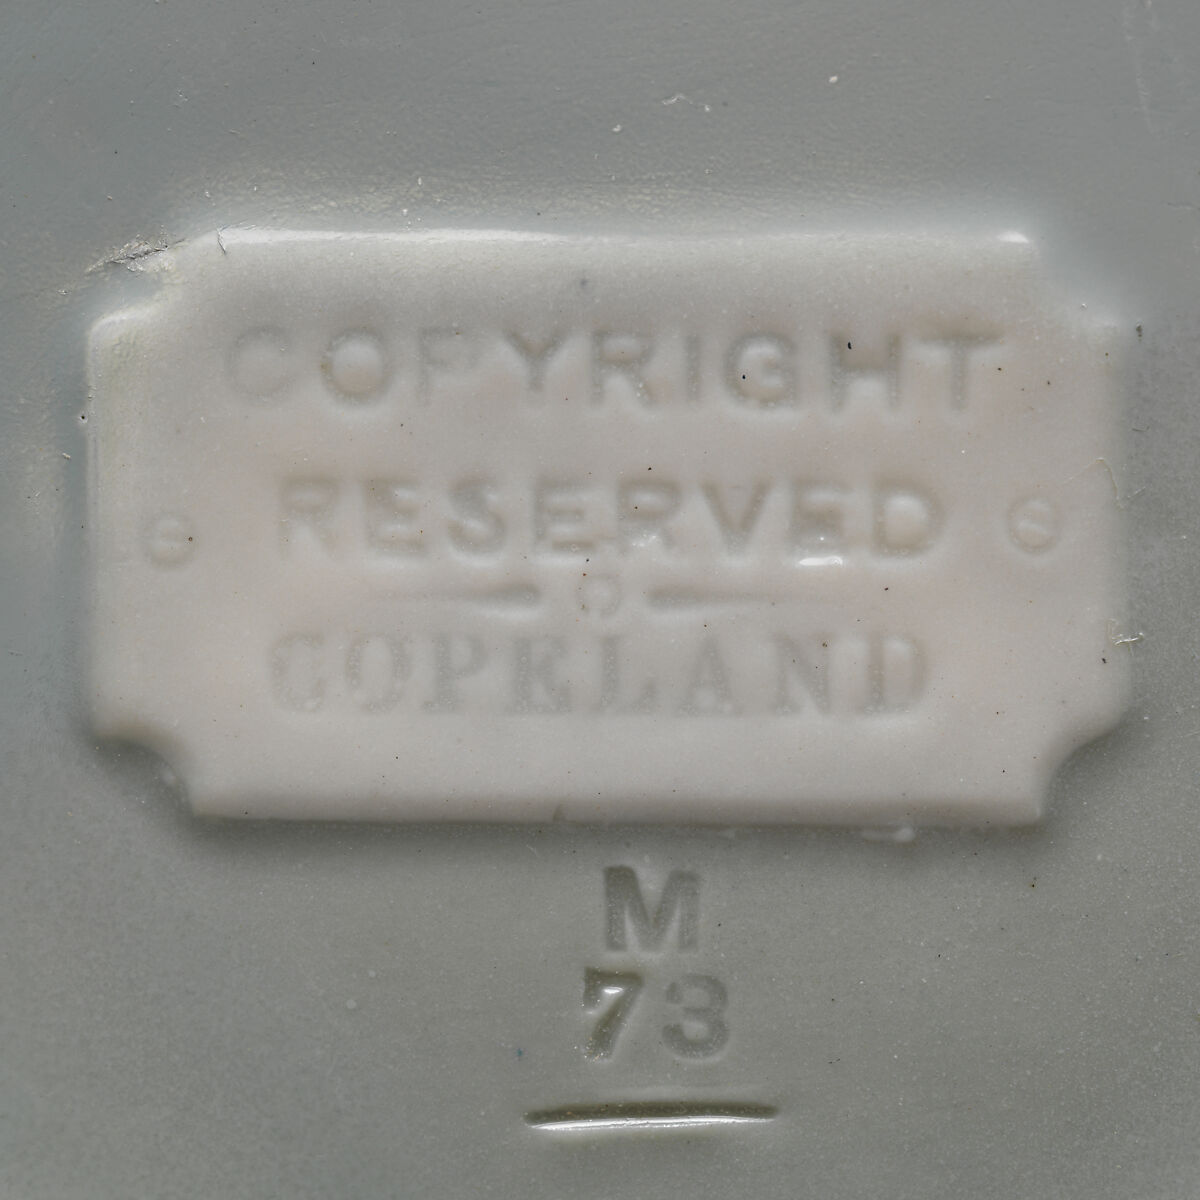 COPYRIGHT
RESERVED
COPELAND
M
73